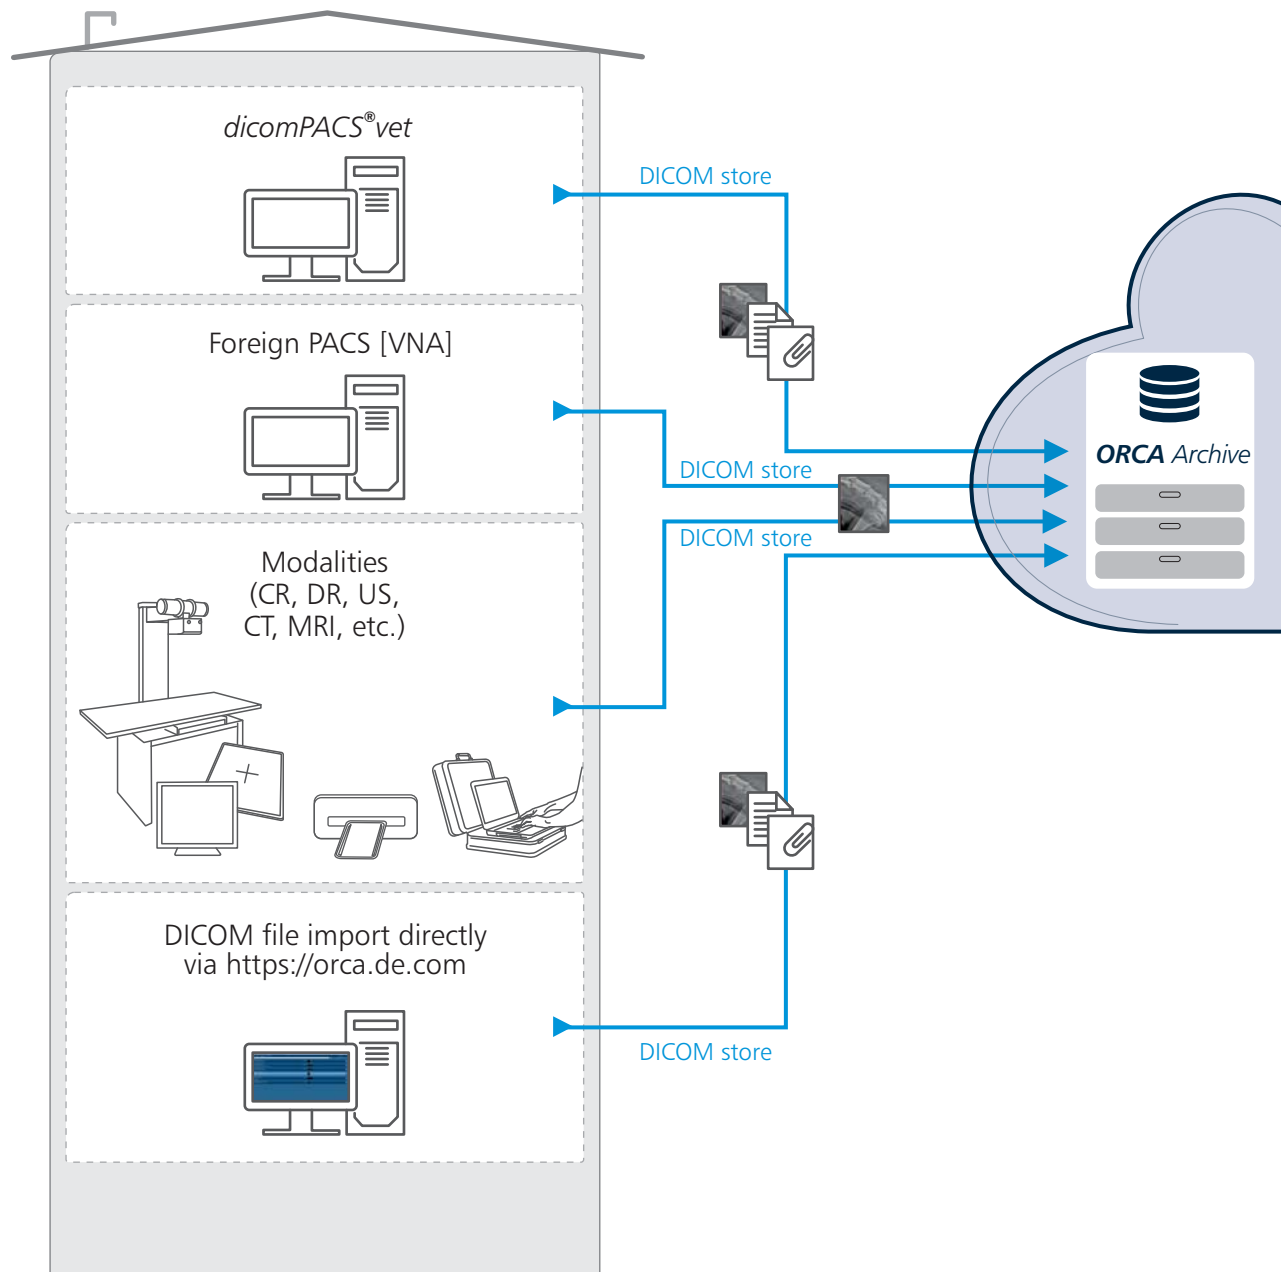 dicomPACS®vet
DICOM store
Foreign PACS [VNA]
ORCA Archive
DICOM store
DICOM store
Modalities
(CR, DR, US,
CT, MRI, etc.)
DICOM file import directly
via https://orca.de.com
DICOM store